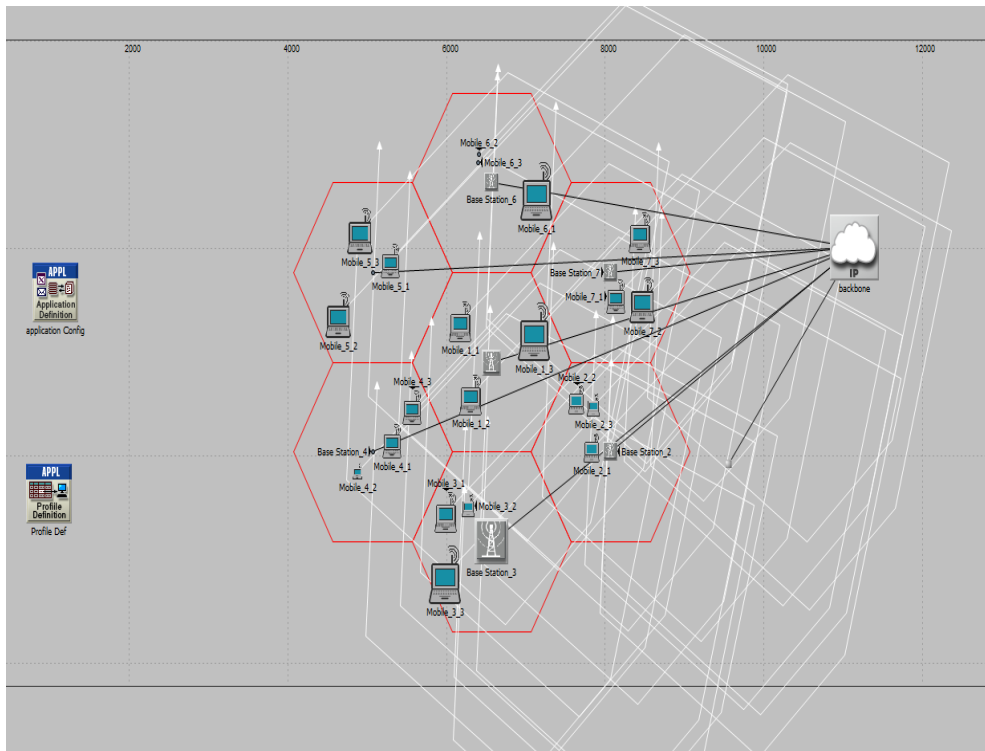 2000
4000
6000
8000
10000
12000
Mobile_6_2
Mobile_6_3
Base Station_6
Mobile_6_1
Mobile_5_3
Mobile_5_1
Mobile_5_2
Mobile_7_3
Base Station_7
Mobile_7_1
Mobile_7_2
IP
backbone
APPL
Application
Definition
application Config
Mobile_1_1
Mobile_1_3
Mobile_4_3
Mobile_1_2
Mobile_2_2
Mobile_2_3
Base Station_4
Mobile_4_1
Mobile_4_2
Base Station_2
Mobile_2_1
APPL
Profile
Definition
Profile Def
Mobile_3_1
Mobile_3_2
Base Station_3
Mobile_3_3